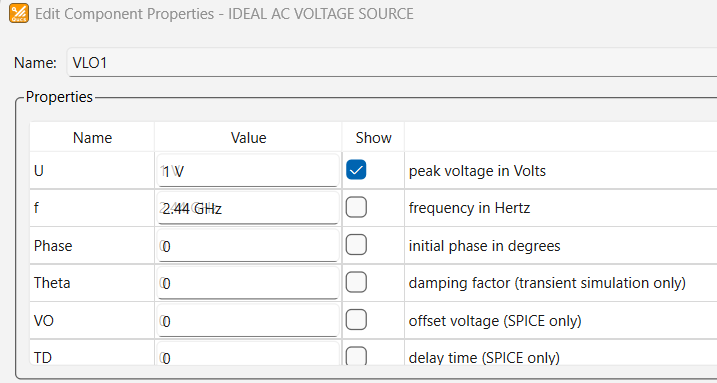 Edit Component Properties - IDEAL AC VOLTAGE SOURCE
Name: VLO1
Properties
Name Value Show
U 1 V peak voltage in Volts
f 2.44 GHz frequency in Hertz
Phase 0 initial phase in degrees
Theta 0 damping factor (transient simulation only)
VO 0 offset voltage (SPICE only)
TD 0 delay time (SPICE only)